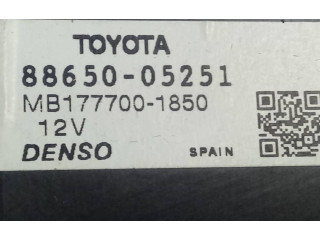 TOYOTA
88650-05251
MB177700-1850
12V
DENSO SPAIN